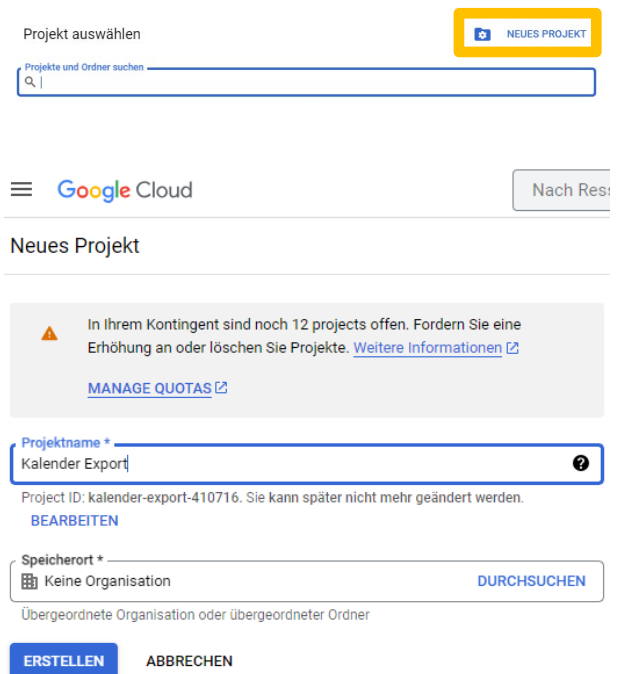 Projekt auswählen
NEUES PROJEKT
Projekte und Ordner suchen
Google Cloud
Nach Ress
Neues Projekt
In Ihrem Kontingent sind noch 12 projects offen. Fordern Sie eine
Erhöhung an oder löschen Sie Projekte. Weitere Informationen
MANAGE QUOTAS
Projektname *
Kalender Export
Project ID: kalender-export-410716. Sie kann später nicht mehr geändert werden.
BEARBEITEN
Speicherort *
Keine Organisation
DURCHSUCHEN
Übergeordnete Organisation oder übergeordneter Ordner
ERSTELLEN
ABBRECHEN